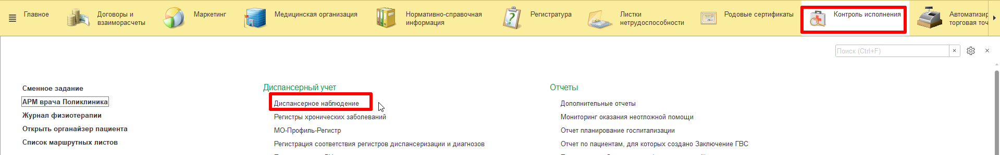 Главное
Договоры и
взаиморасчеты
Маркетинг
Медицинская организация
Нормативно-справочная
информация
Регистратура
Листки
нетрудоспособности
Родовые сертификаты
Контроль исполнения
Автоматизир
торговая точ
Поиск (Ctrl+F)
Сменное задание
АРМ врача Поликлиника
Журнал физиотерапии
Открыть органайзер пациента
Список маршрутных листов
Диспансерный учет
Диспансерное наблюдение
Регистры хронических заболеваний
МО-Профиль-Регистр
Регистрация соответствия регистров диспансеризации и диагнозов
Отчеты
Дополнительные отчеты
Мониторинг оказания неотложной помощи
Отчет планирование госпитализации
Отчет по пациентам, для которых создано Заключение ГВС